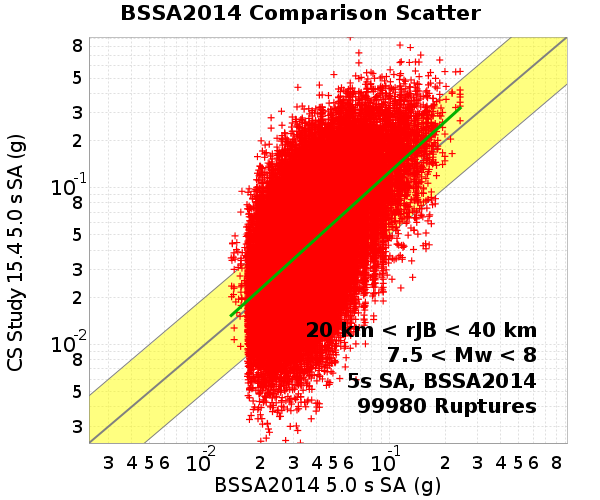 BSSA2014 Comparison Scatter
CS Study 15.4 5.0 s SA (g)
8
5
3
2
10-1
8
5
3
2
10-2
8
5
3
20 km < rJB < 40 km
7.5 < Mw < 8
5s SA, BSSA2014
99980 Ruptures
3 4 5 6 10-2 2 3 4 5 6 10-1 2 3 4 5 6 8
BSSA2014 5.0 s SA (g)